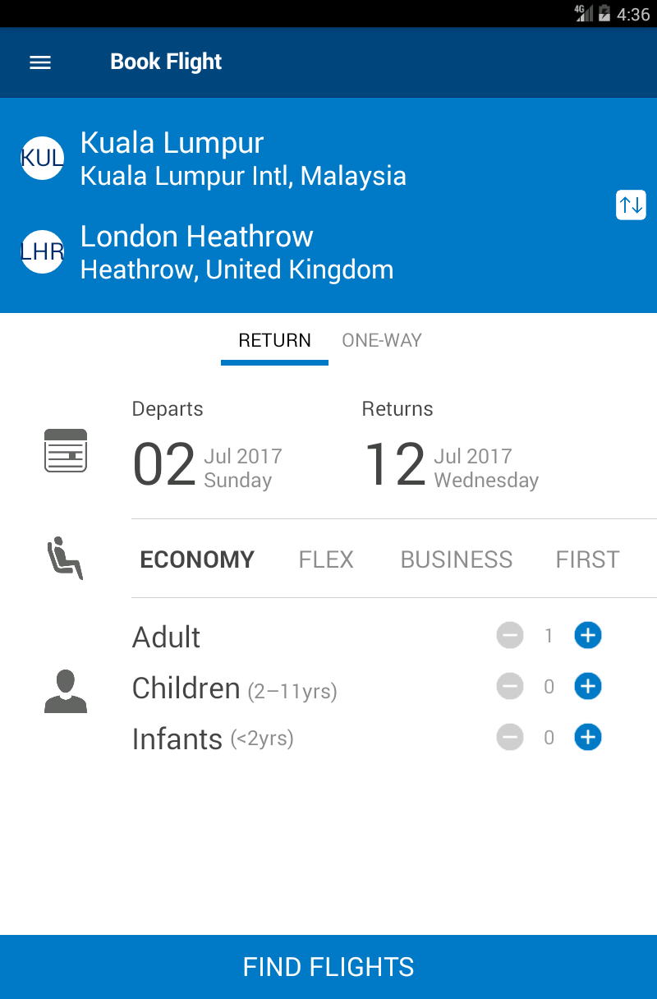 4G 4:36
Book Flight
KUL
Kuala Lumpur
Kuala Lumpur Intl, Malaysia
LHR
London Heathrow
Heathrow, United Kingdom
RETURN ONE-WAY
Departs Returns
02 Jul 2017 Sunday 12 Jul 2017 Wednesday
ECONOMY FLEX BUSINESS FIRST
Adult 1
Children (2–11yrs) 0
Infants (<2yrs) 0
FIND FLIGHTS